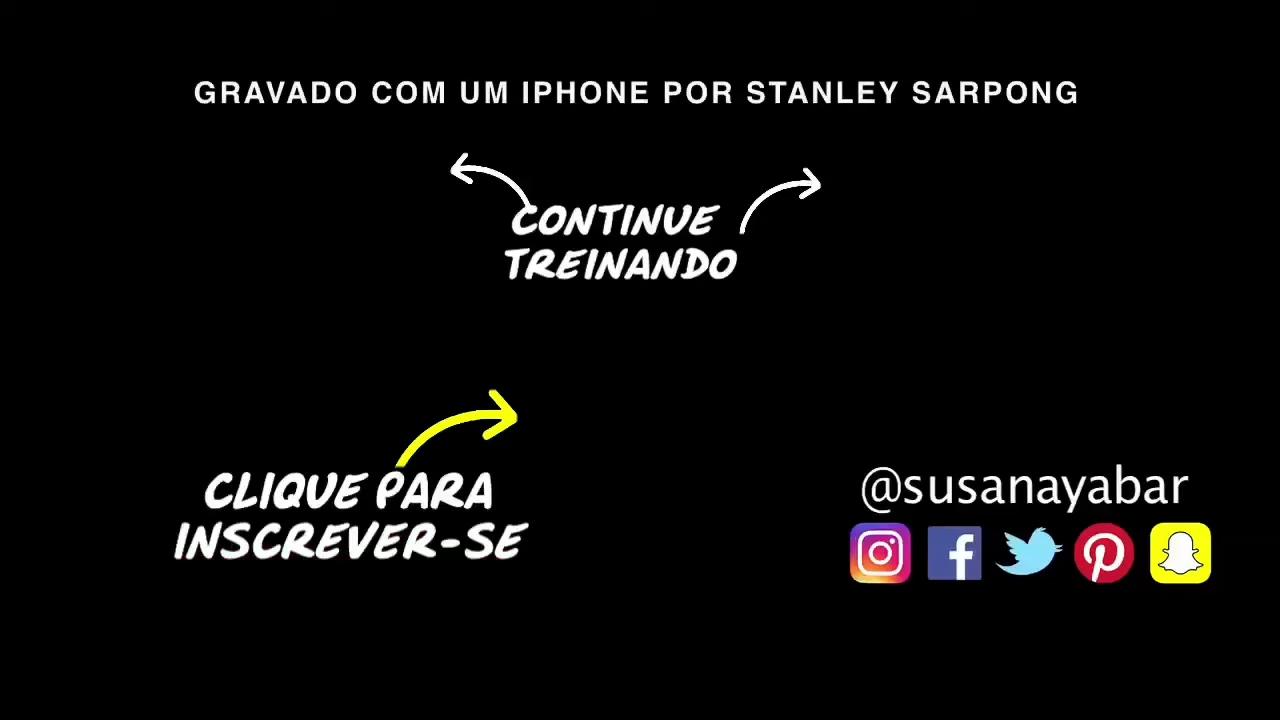 GRAVADO COM UM IPHONE POR STANLEY SARPONG
CONTINUE
TREINANDO
CLIQUE PARA
INSCREVER-SE
@susanayabar